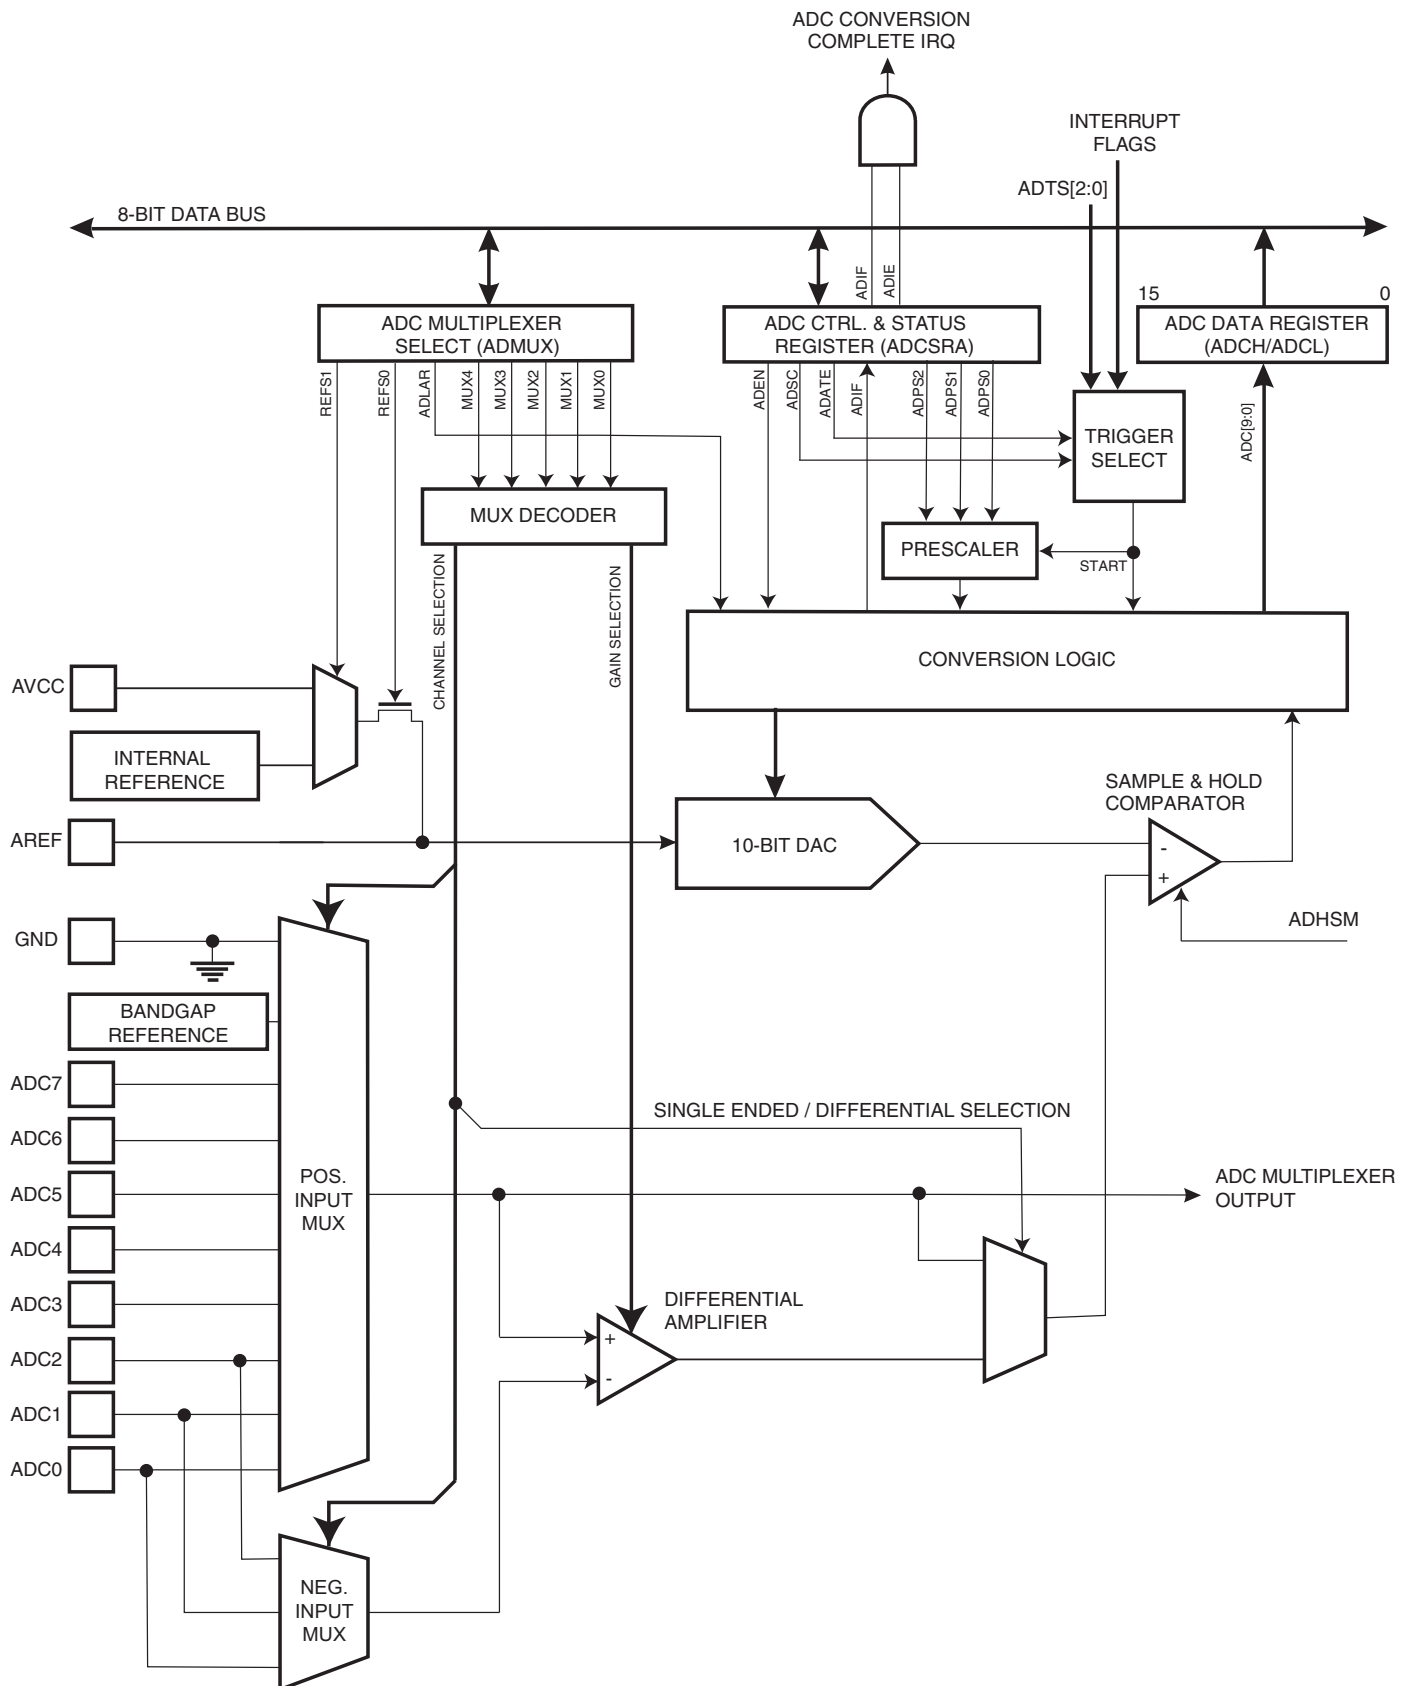 ADC CONVERSION
COMPLETE IRQ
INTERRUPT
FLAGS
ADTS[2:0]
8-BIT DATA BUS
ADIF
ADIE
15
0
ADC MULTIPLEXER
SELECT (ADMUX)
ADC CTRL. & STATUS
REGISTER (ADCSRA)
ADC DATA REGISTER
(ADCH/ADCL)
REFS1
REFS0
ADLAR
MUX4
MUX3
MUX2
MUX1
MUX0
ADEN
ADSC
ADATE
ADIF
ADPS2
ADPS1
ADPS0
ADC[9:0]
TRIGGER
SELECT
MUX DECODER
PRESCALER
START
CHANNEL SELECTION
GAIN SELECTION
CONVERSION LOGIC
AVCC
INTERNAL
REFERENCE
SAMPLE & HOLD
COMPARATOR
AREF
10-BIT DAC
-
+
ADHSM
GND
BANDGAP
REFERENCE
ADC7
SINGLE ENDED / DIFFERENTIAL SELECTION
ADC6
ADC5
POS.
INPUT
MUX
ADC MULTIPLEXER
OUTPUT
ADC4
ADC3
DIFFERENTIAL
AMPLIFIER
+
-
ADC2
ADC1
ADC0
NEG.
INPUT
MUX